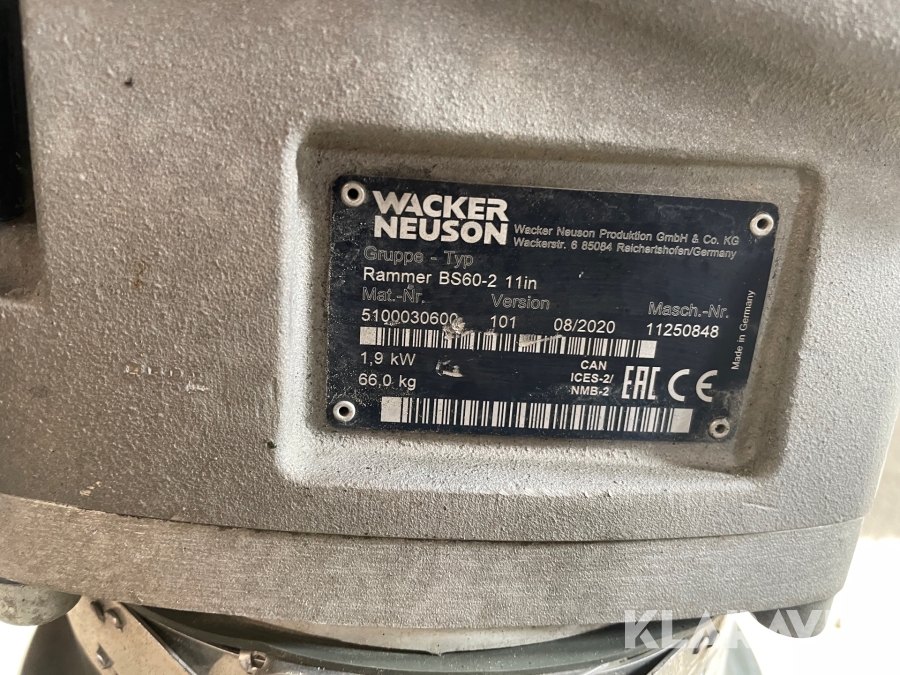 WACKER
NEUSON
Wacker Neuson Produktion GmbH & Co. KG
Wackerstr. 6 85084 Reichertshofen/Germany
Gruppe - Typ
Rammer BS60-2 11in
Mat.-Nr. Version Masch.-Nr.
5100030600 101 08/2020 11250848
1,9 kW
66,0 kg
CAN
ICES-2/
NMB-2
EAC CE
Made in Germany